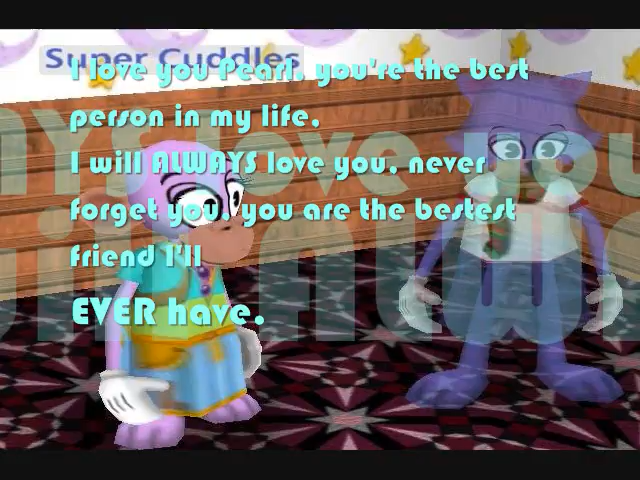 Super Cuddles
I love you Pearl, you're the best
person in my life,
I will ALWAYS love you, never
forget you, you are the bestest
friend I'll
EVER have.